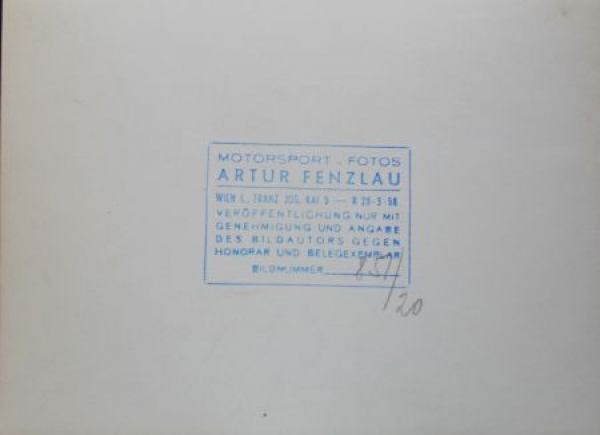 MOTORSPORT - FOTOS
ARTUR FENZLAU
WIEN I., FRANZ JOS. KAI 5 — R 28-3-58
VERÖFFENTLICHUNG NUR MIT
GENEHMIGUNG UND ANGABE
DES BILDAUTORS GEGEN
HONORAR UND BELEGEXEMPLAR
BILDNUMMER 851/20